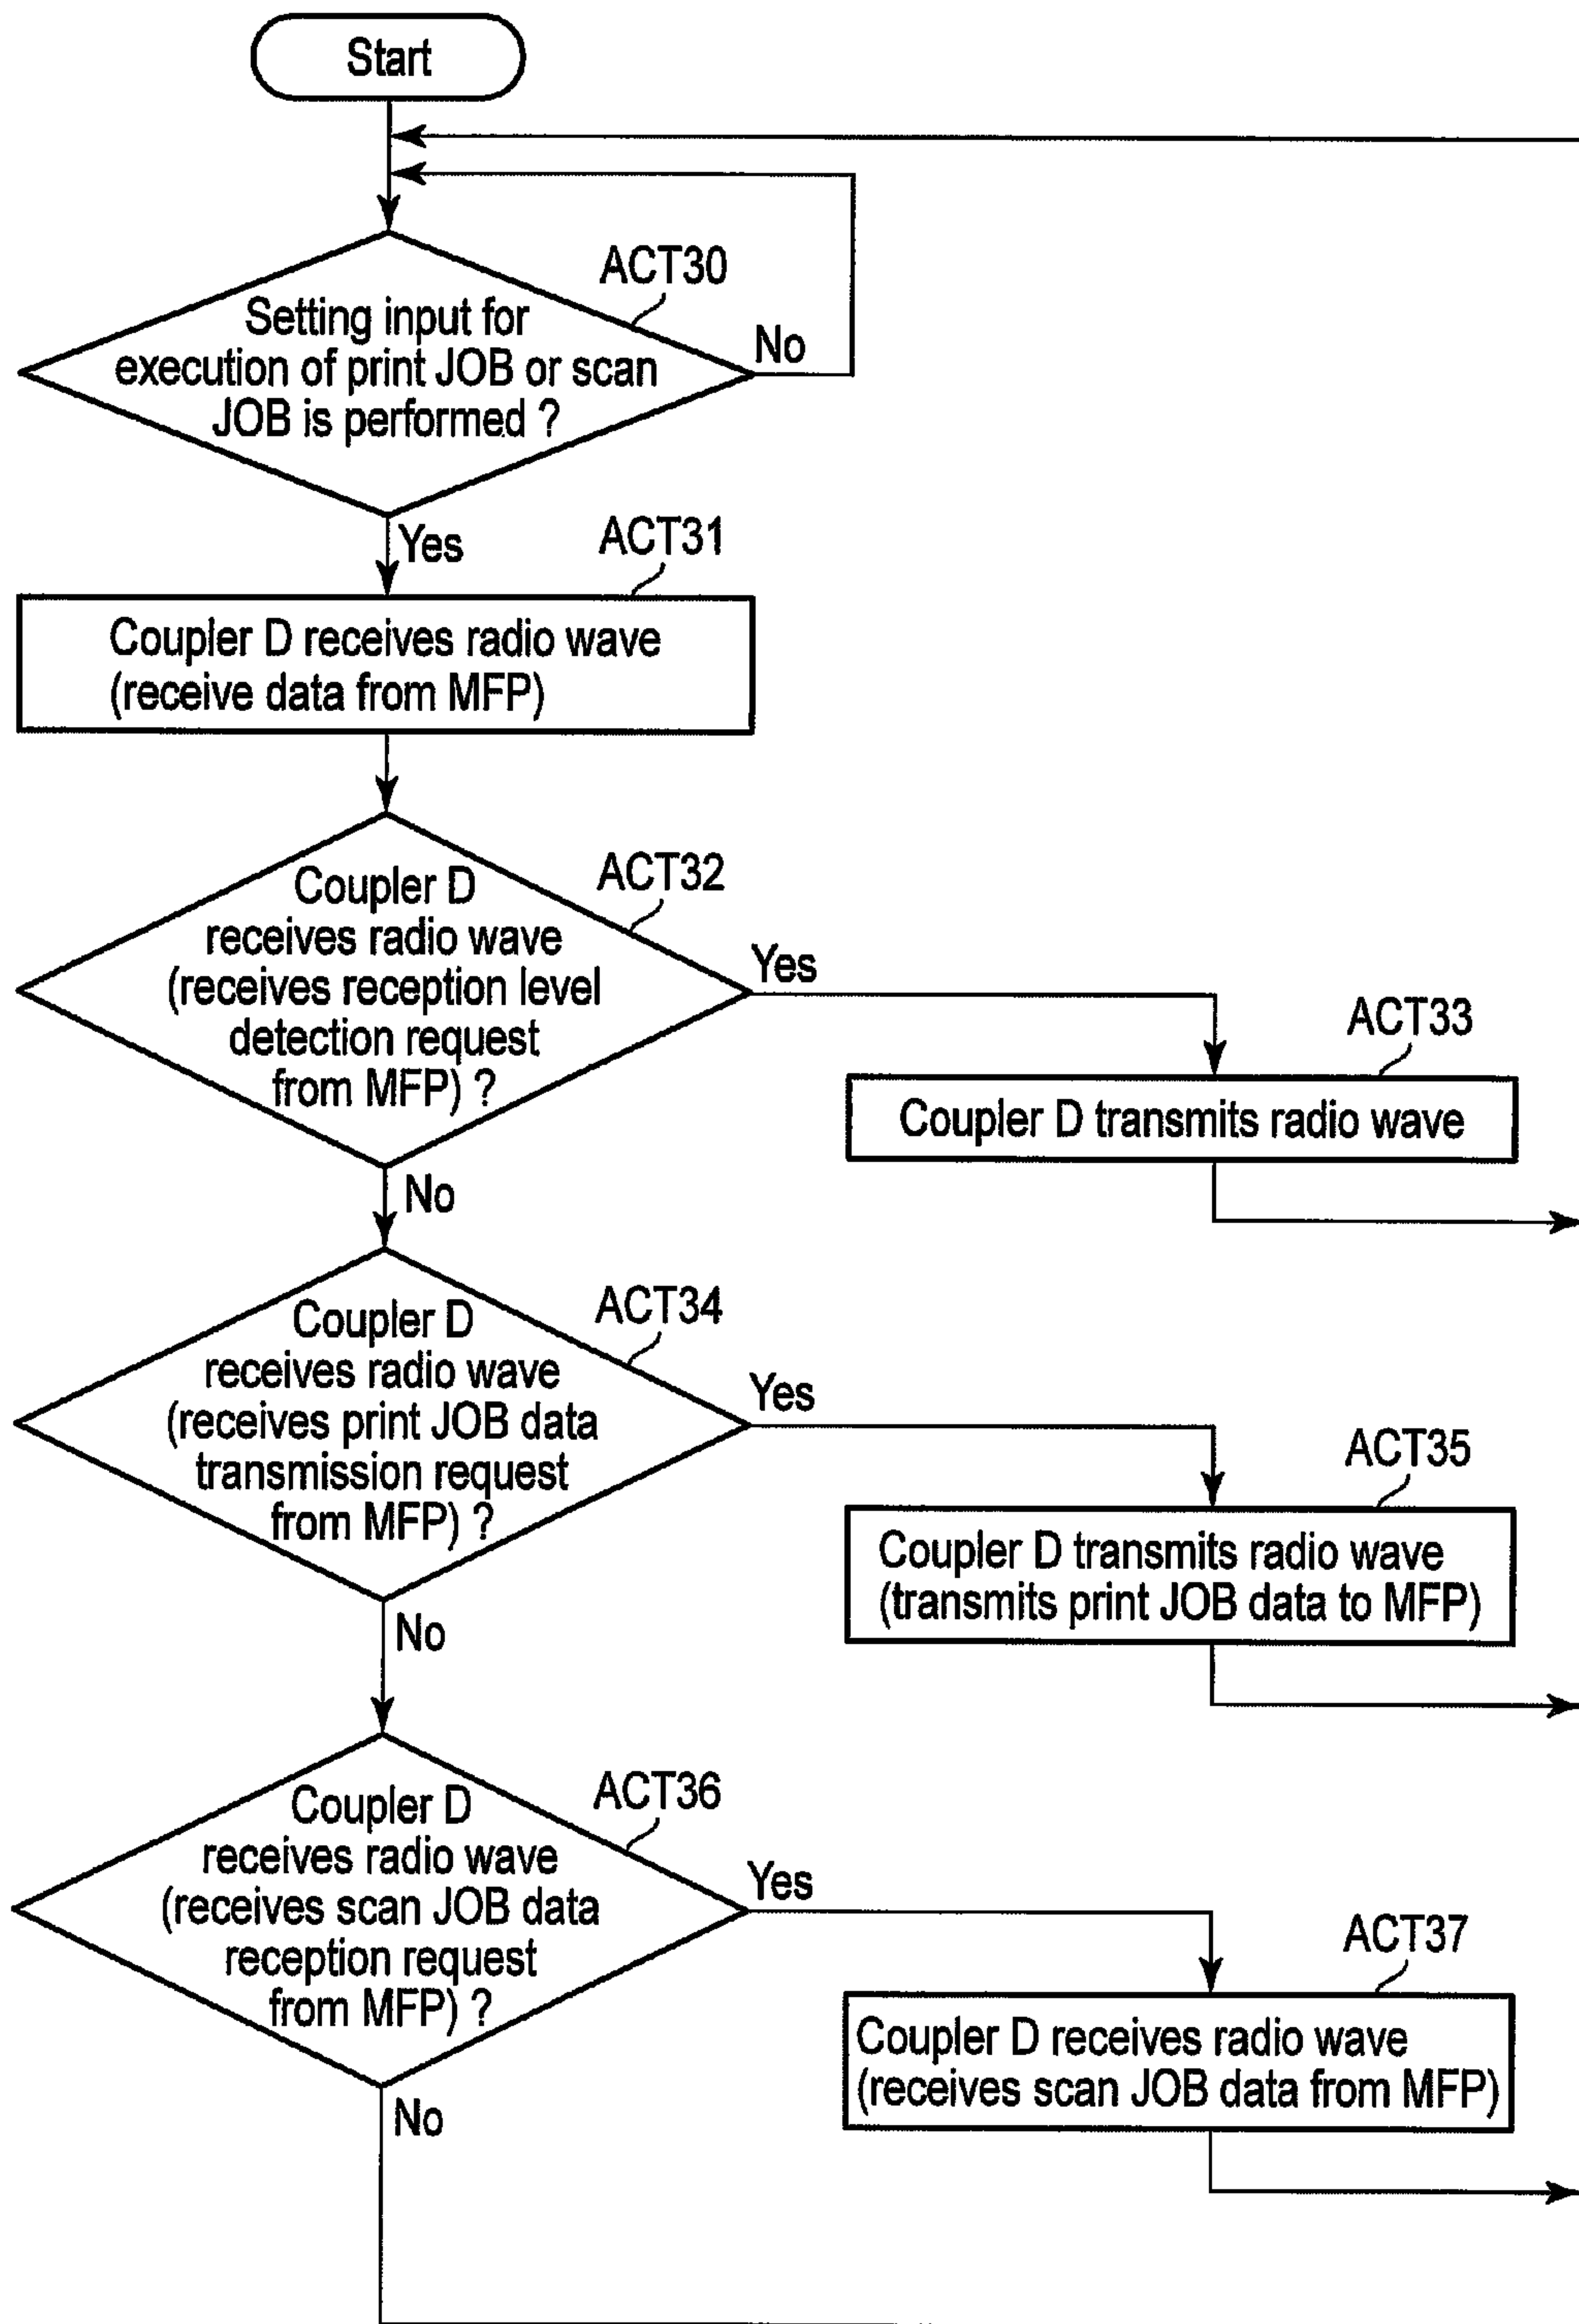 Start
ACT30
Setting input for
execution of print JOB or scan
JOB is performed ?
No
Yes
ACT31
Coupler D receives radio wave
(receive data from MFP)
ACT32
Coupler D
receives radio wave
(receives reception level
detection request
from MFP) ?
Yes
ACT33
Coupler D transmits radio wave
No
ACT34
Coupler D
receives radio wave
(receives print JOB data
transmission request
from MFP) ?
Yes
ACT35
Coupler D transmits radio wave
(transmits print JOB data to MFP)
No
ACT36
Coupler D
receives radio wave
(receives scan JOB data
reception request
from MFP) ?
Yes
ACT37
Coupler D receives radio wave
(receives scan JOB data from MFP)
No